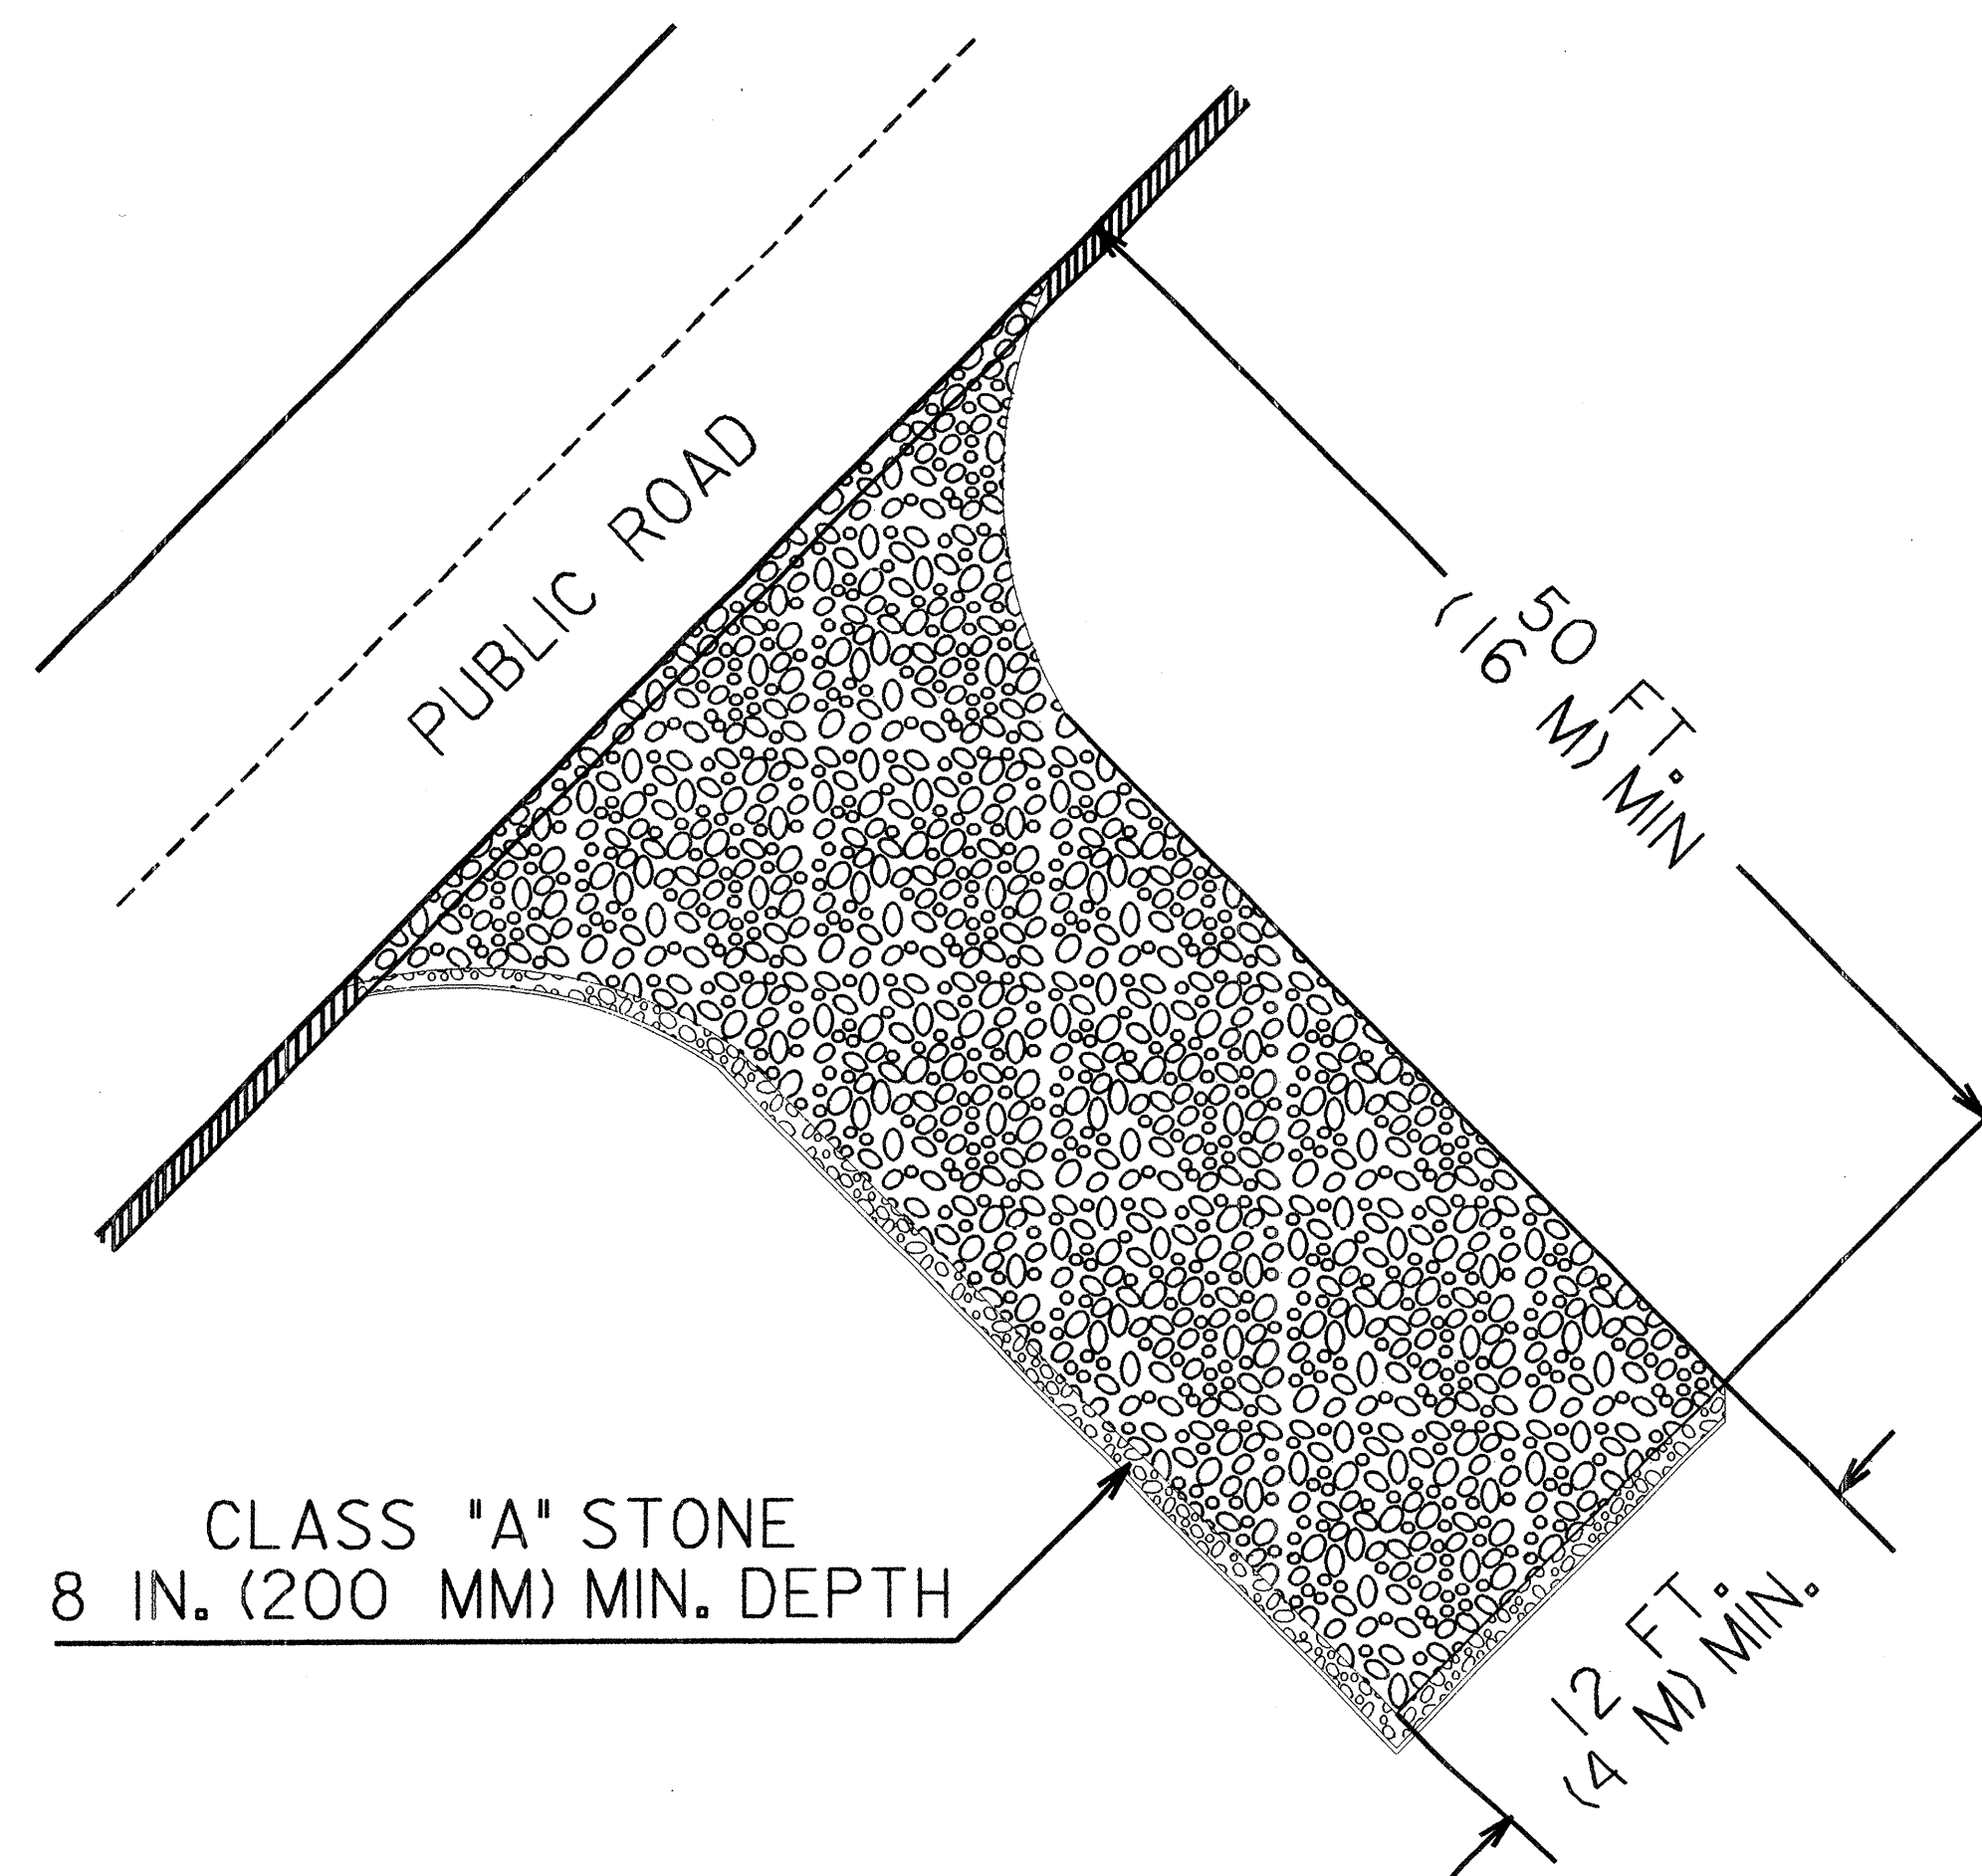 PUBLIC ROAD
50 FT.
(16 M) MIN
CLASS "A" STONE
8 IN. (200 MM) MIN. DEPTH
12 FT.
(4 M) MIN.